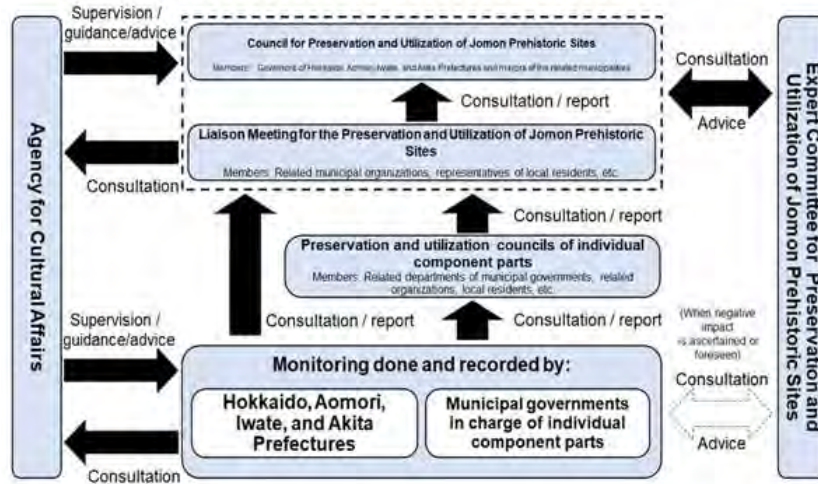 Supervision /
guidance/advice
Council for Preservation and Utilization of Jomon Prehistoric Sites
Members: Governors of Hokkaido, Aomori, Iwate, and Akita Prefectures and mayors of the related municipalities
Consultation
Advice
Consultation / report
Liaison Meeting for the Preservation and Utilization of Jomon Prehistoric
Sites
Members: Related municipal organizations, representatives of local residents, etc.
Consultation
Agency for Cultural Affairs
Expert Committee for Preservation and
Utilization of Jomon Prehistoric Sites
Consultation / report
Preservation and utilization councils of individual
component parts
Members: Related departments of municipal governments, related
organizations, local residents, etc.
Supervision /
guidance/advice
Consultation / report
Consultation / report
(When negative
impact
is ascertained or
foreseen)
Consultation
Advice
Monitoring done and recorded by:
Hokkaido, Aomori,
Iwate, and Akita
Prefectures
Municipal governments
in charge of individual
component parts
Consultation